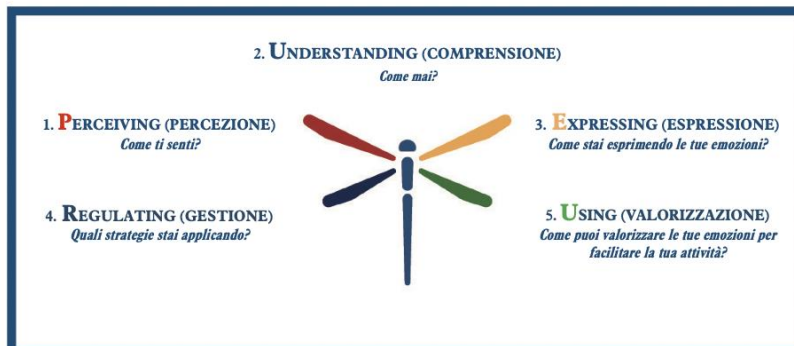 2. UNDERSTANDING (COMPRENSIONE)
Come mai?
1. PERCEIVING (PERCEZIONE)
Come ti senti?
3. EXPRESSING (ESPRESSIONE)
Come stai esprimendo le tue emozioni?
4. REGULATING (GESTIONE)
Quali strategie stai applicando?
5. USING (VALORIZZAZIONE)
Come puoi valorizzare le tue emozioni per
facilitare la tua attività?